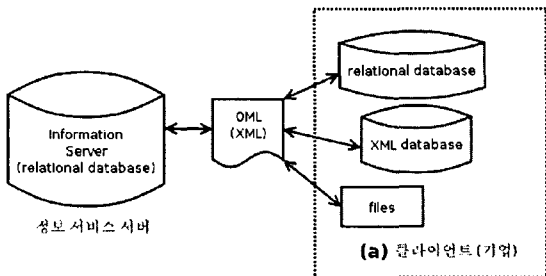 Information
Server
(relational database)
정보 서비스 서버
OML
(XML)
relational database
XML database
files
(a) 클라이언트 (기업)